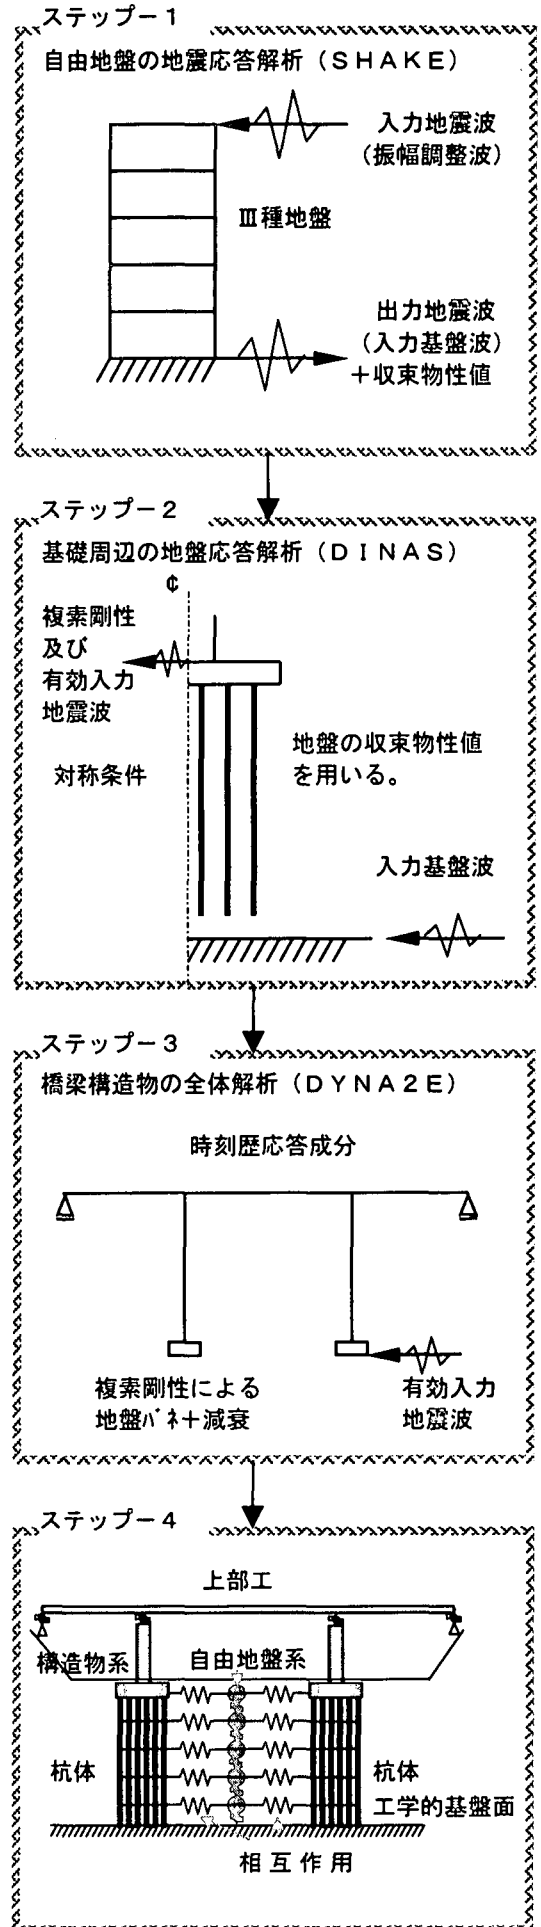 ステップ－１
自由地盤の地震応答解析（ＳＨＡＫＥ）
入力地震波
（振幅調整波）
Ⅲ種地盤
出力地震波
（入力基盤波）
＋収束物性値
ステップ－２
基礎周辺の地盤応答解析（ＤＩＮＡＳ）
℄
複素剛性
及び
有効入力
地震波
地盤の収束物性値
を用いる。
対称条件
入力基盤波
ステップ－３
橋梁構造物の全体解析（ＤＹＮＡ２Ｅ）
時刻歴応答成分
複素剛性による
地盤ﾊﾞﾈ＋減衰
有効入力
地震波
ステップ－４
上部工
構造物系
自由地盤系
杭体
杭体
工学的基盤面
相互作用